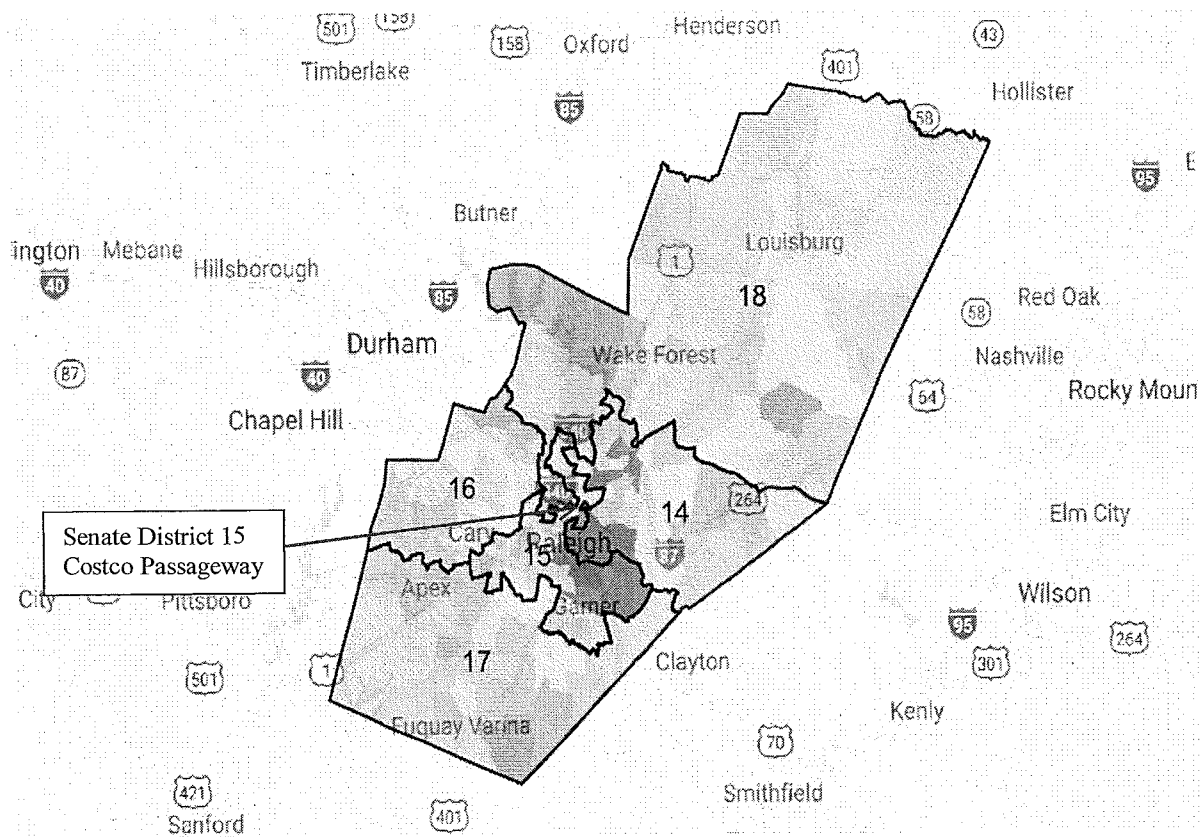 501
158
158
Oxford
Henderson
43
Timberlake
401
Hollister
85
58
95
E
Butner
ington
Mebane
Hillsborough
40
85
1
Louisburg
18
Red Oak
58
Durham
Wake Forest
Nashville
87
40
Chapel Hill
64
Rocky Moun
16
14
264
Senate District 15
Costco Passageway
Cary
Raleigh
15
Elm City
City
Pittsboro
Apex
Garner
Wilson
95
264
17
Clayton
301
501
1
Kenly
Fuquay Varina
70
421
Smithfield
Sanford
401